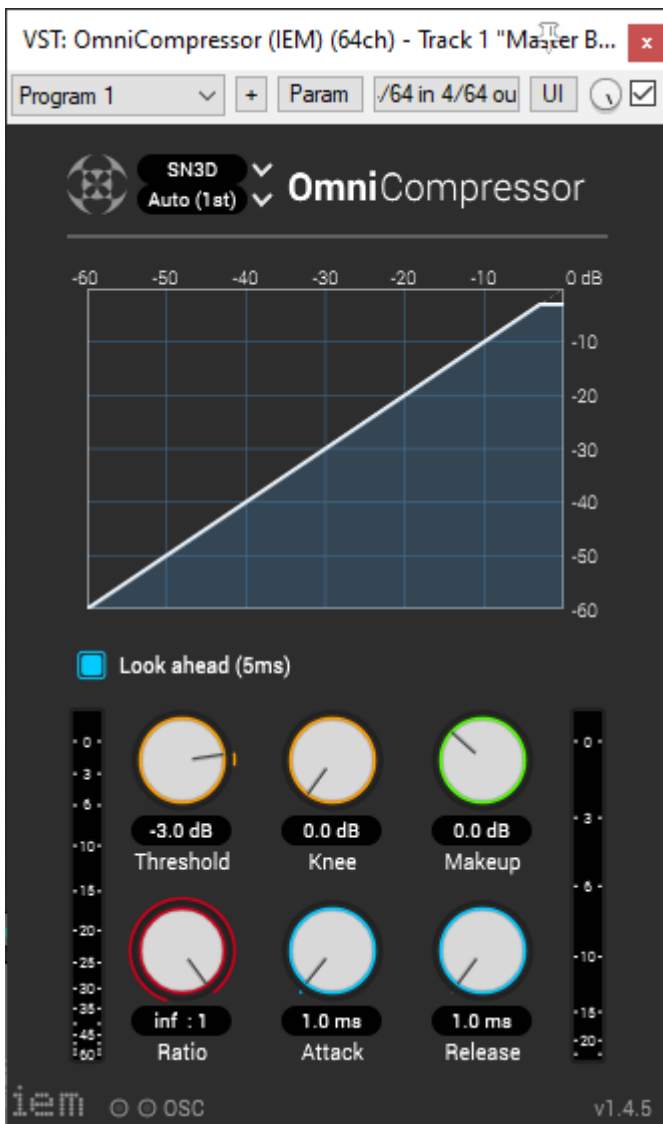 VST: OmniCompressor (IEM) (64ch) - Track 1 "Master B... x
Program 1 + Param /64 in 4/64 ou UI
SN3D
Auto (1st)
OmniCompressor
-60 -50 -40 -30 -20 -10 0 dB
-10
-20
-30
-40
-50
-60
Look ahead (5ms)
-0-
-3-
-6-
-10-
-15-
-20-
-25-
-30-
-35-
-45-
-60-
-3.0 dB 0.0 dB 0.0 dB
Threshold Knee Makeup
inf : 1 1.0 ms 1.0 ms
Ratio Attack Release
-0-
-3-
-6-
-10-
-15-
-20-
iem OSC v1.4.5